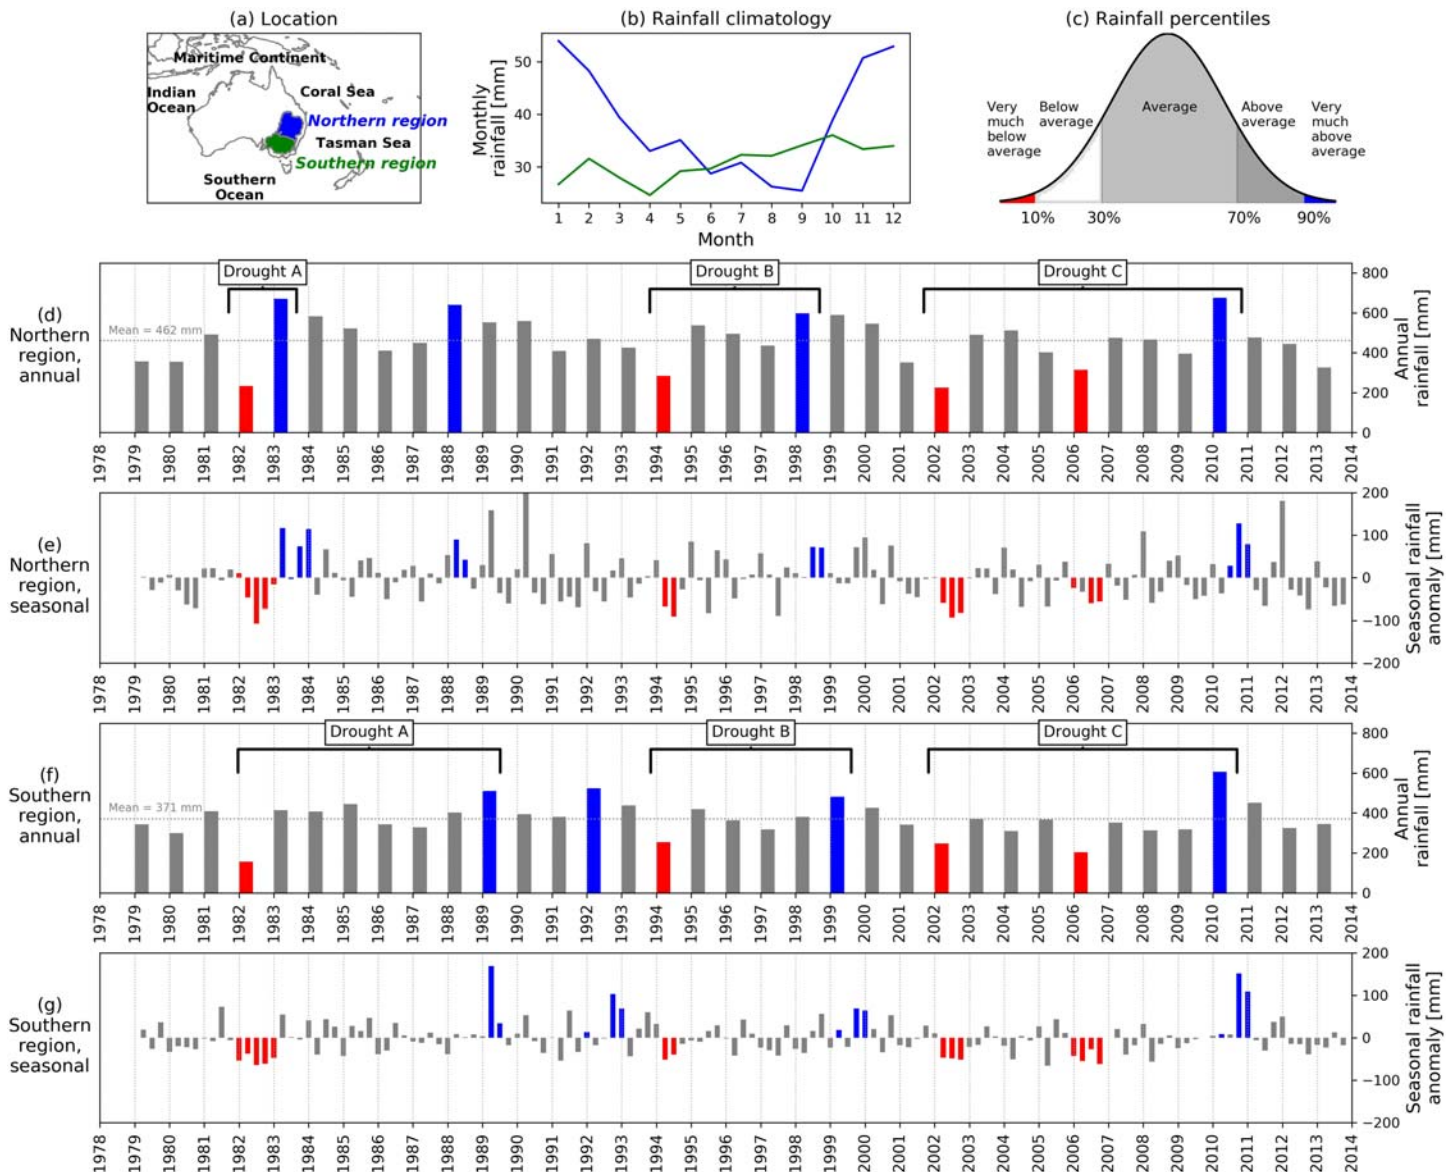 (a) Location
Maritime Continent
Indian
Ocean
Coral Sea
Northern region
Tasman Sea
Southern region
Southern
Ocean
(b) Rainfall climatology
Monthly
rainfall [mm]
50
40
30
1 2 3 4 5 6 7 8 9 10 11 12
Month
(c) Rainfall percentiles
Very
much
below
average
Below
average
Average
Above
average
Very
much
above
average
10% 30% 70% 90%
(d)
Northern
region,
annual
Drought A
Drought B
Drought C
Mean = 462 mm
800
600
400
200
0
Annual
rainfall [mm]
1978 1979 1980 1981 1982 1983 1984 1985 1986 1987 1988 1989 1990 1991 1992 1993 1994 1995 1996 1997 1998 1999 2000 2001 2002 2003 2004 2005 2006 2007 2008 2009 2010 2011 2012 2013 2014
(e)
Northern
region,
seasonal
200
100
0
−100
−200
Seasonal rainfall
anomaly [mm]
1978 1979 1980 1981 1982 1983 1984 1985 1986 1987 1988 1989 1990 1991 1992 1993 1994 1995 1996 1997 1998 1999 2000 2001 2002 2003 2004 2005 2006 2007 2008 2009 2010 2011 2012 2013 2014
(f)
Southern
region,
annual
Drought A
Drought B
Drought C
Mean = 371 mm
800
600
400
200
0
Annual
rainfall [mm]
1978 1979 1980 1981 1982 1983 1984 1985 1986 1987 1988 1989 1990 1991 1992 1993 1994 1995 1996 1997 1998 1999 2000 2001 2002 2003 2004 2005 2006 2007 2008 2009 2010 2011 2012 2013 2014
(g)
Southern
region,
seasonal
200
100
0
−100
−200
Seasonal rainfall
anomaly [mm]
1978 1979 1980 1981 1982 1983 1984 1985 1986 1987 1988 1989 1990 1991 1992 1993 1994 1995 1996 1997 1998 1999 2000 2001 2002 2003 2004 2005 2006 2007 2008 2009 2010 2011 2012 2013 2014